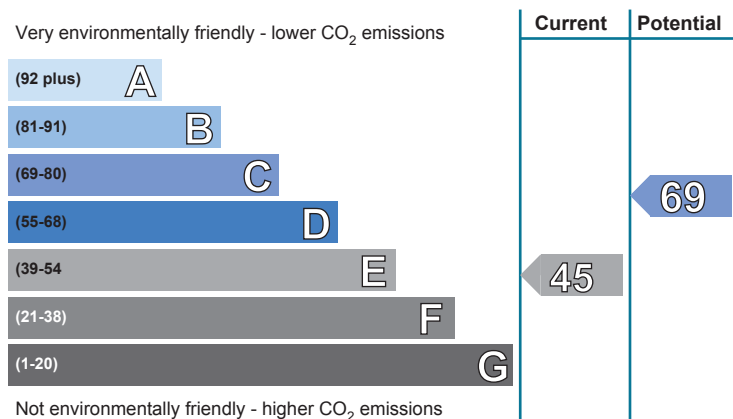 Current Potential
Very environmentally friendly - lower CO2 emissions
(92 plus) A
(81-91) B
(69-80) C
69
(55-68) D
(39-54 E
45
(21-38) F
(1-20) G
Not environmentally friendly - higher CO2 emissions